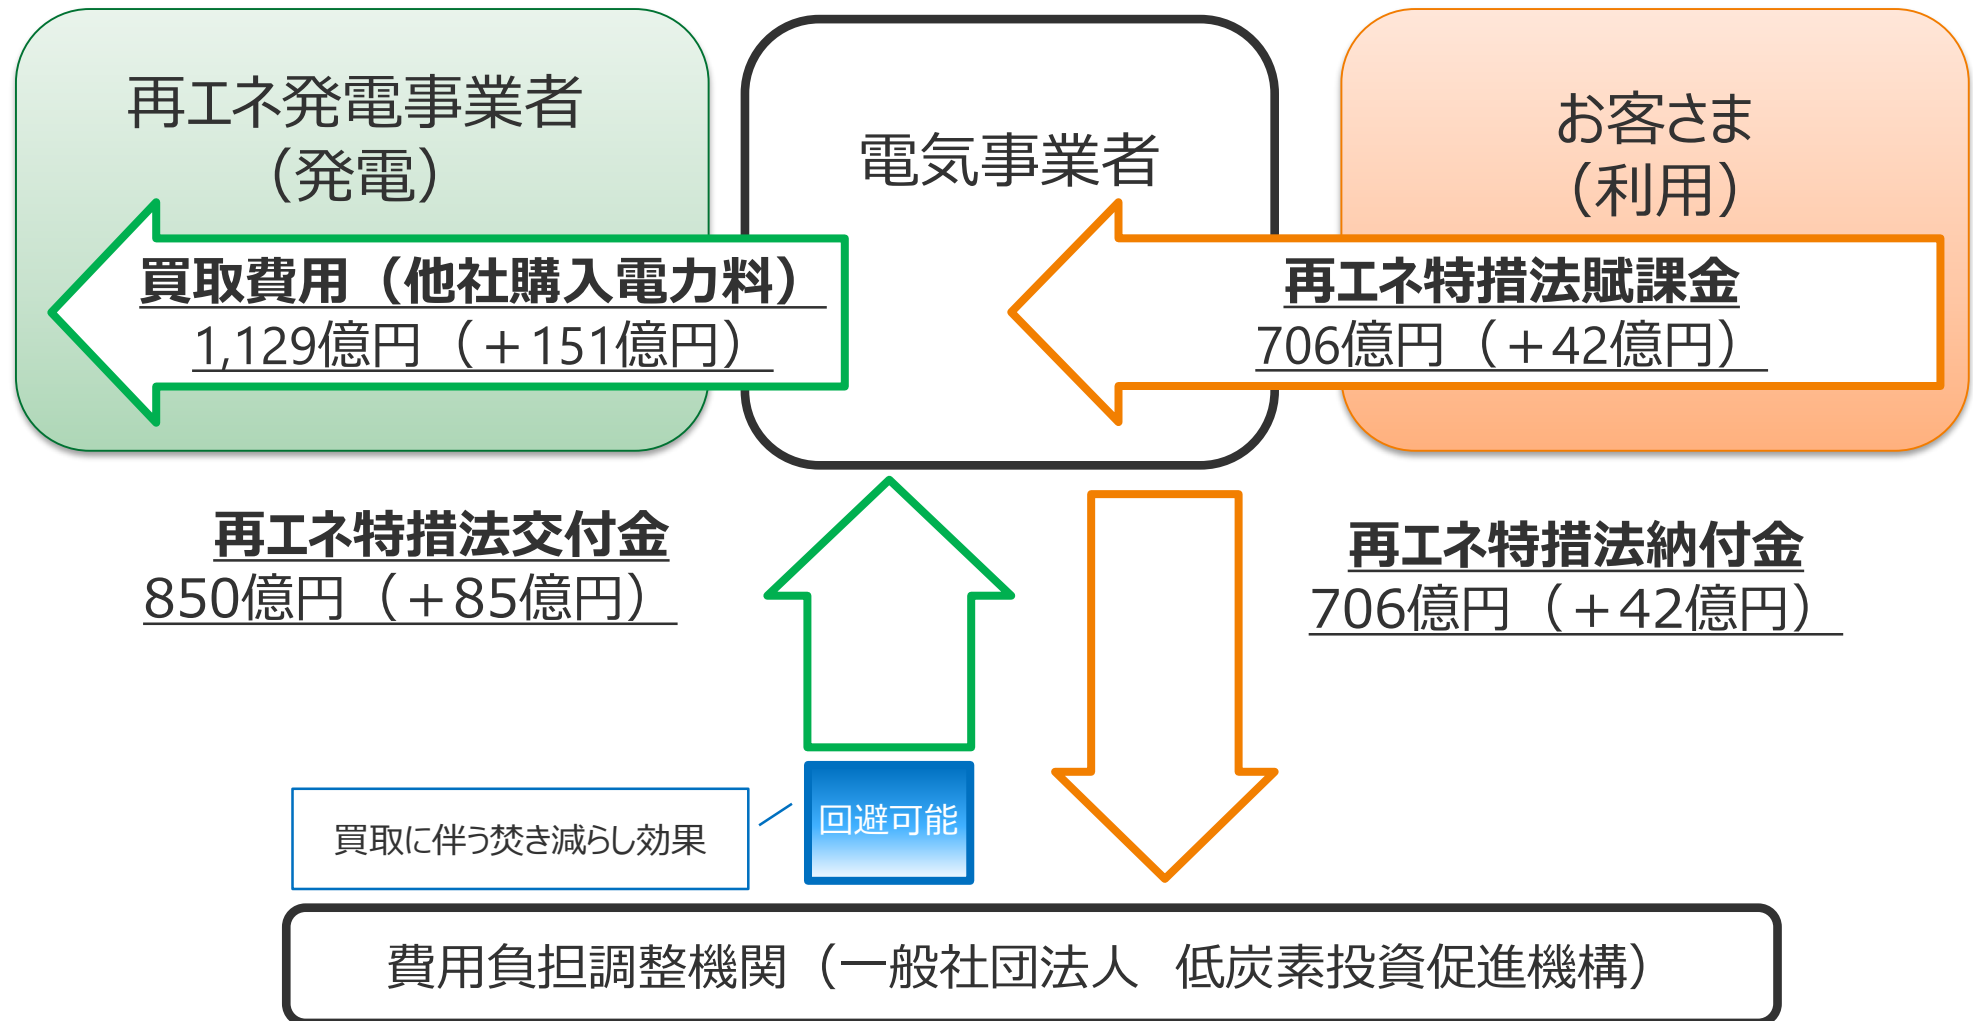 再エネ発電事業者
（発電）
電気事業者
お客さま
（利用）
買取費用（他社購入電力料）
1,129億円（＋151億円）
再エネ特措法賦課金
706億円（＋42億円）
再エネ特措法交付金
850億円（＋85億円）
再エネ特措法納付金
706億円（＋42億円）
買取に伴う焚き減らし効果
回避可能
費用負担調整機関（一般社団法人　低炭素投資促進機構）